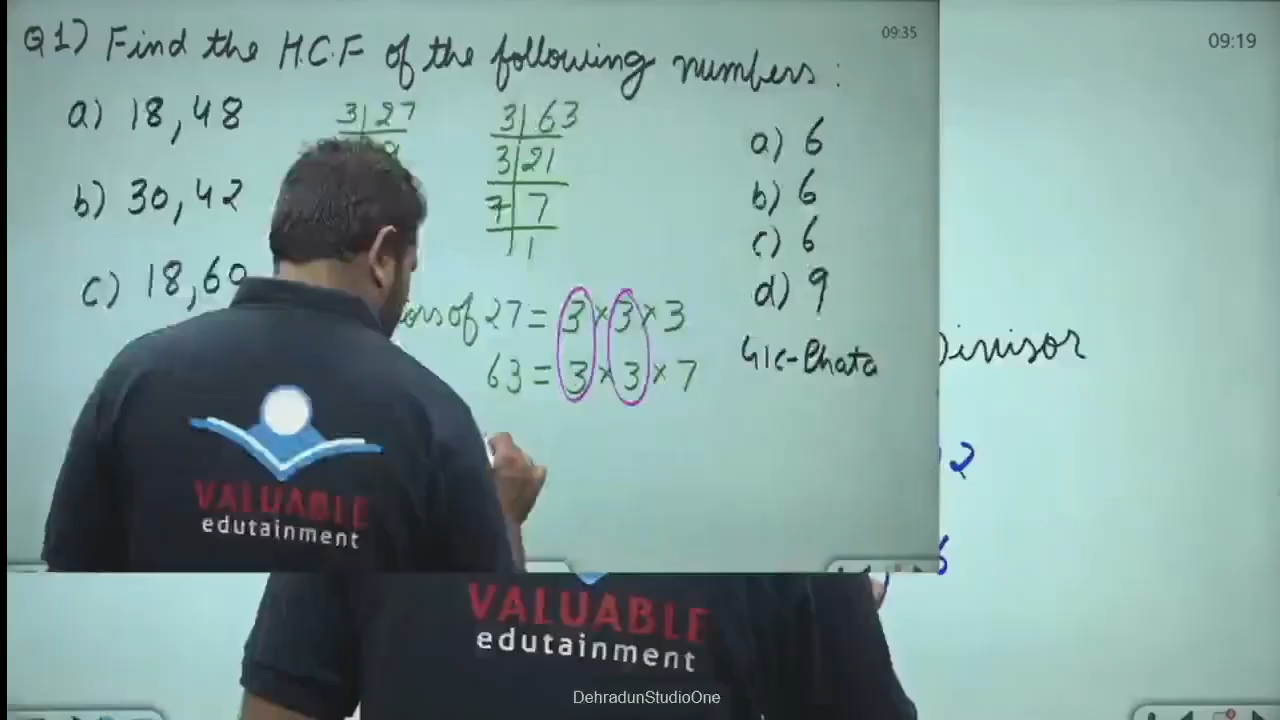 Q1) Find the H.C.F of the following numbers :
09:35
09:19
a) 18,48
b) 30,42
c) 18,60
3 27
3 63
3 21
7 7
1
a) 6
b) 6
c) 6
d) 9
of 27 = 3 × 3 × 3
63 = 3 × 3 × 7
VALUABLE
edutainment
VALUABLE
edutainment
DehradunStudioOne